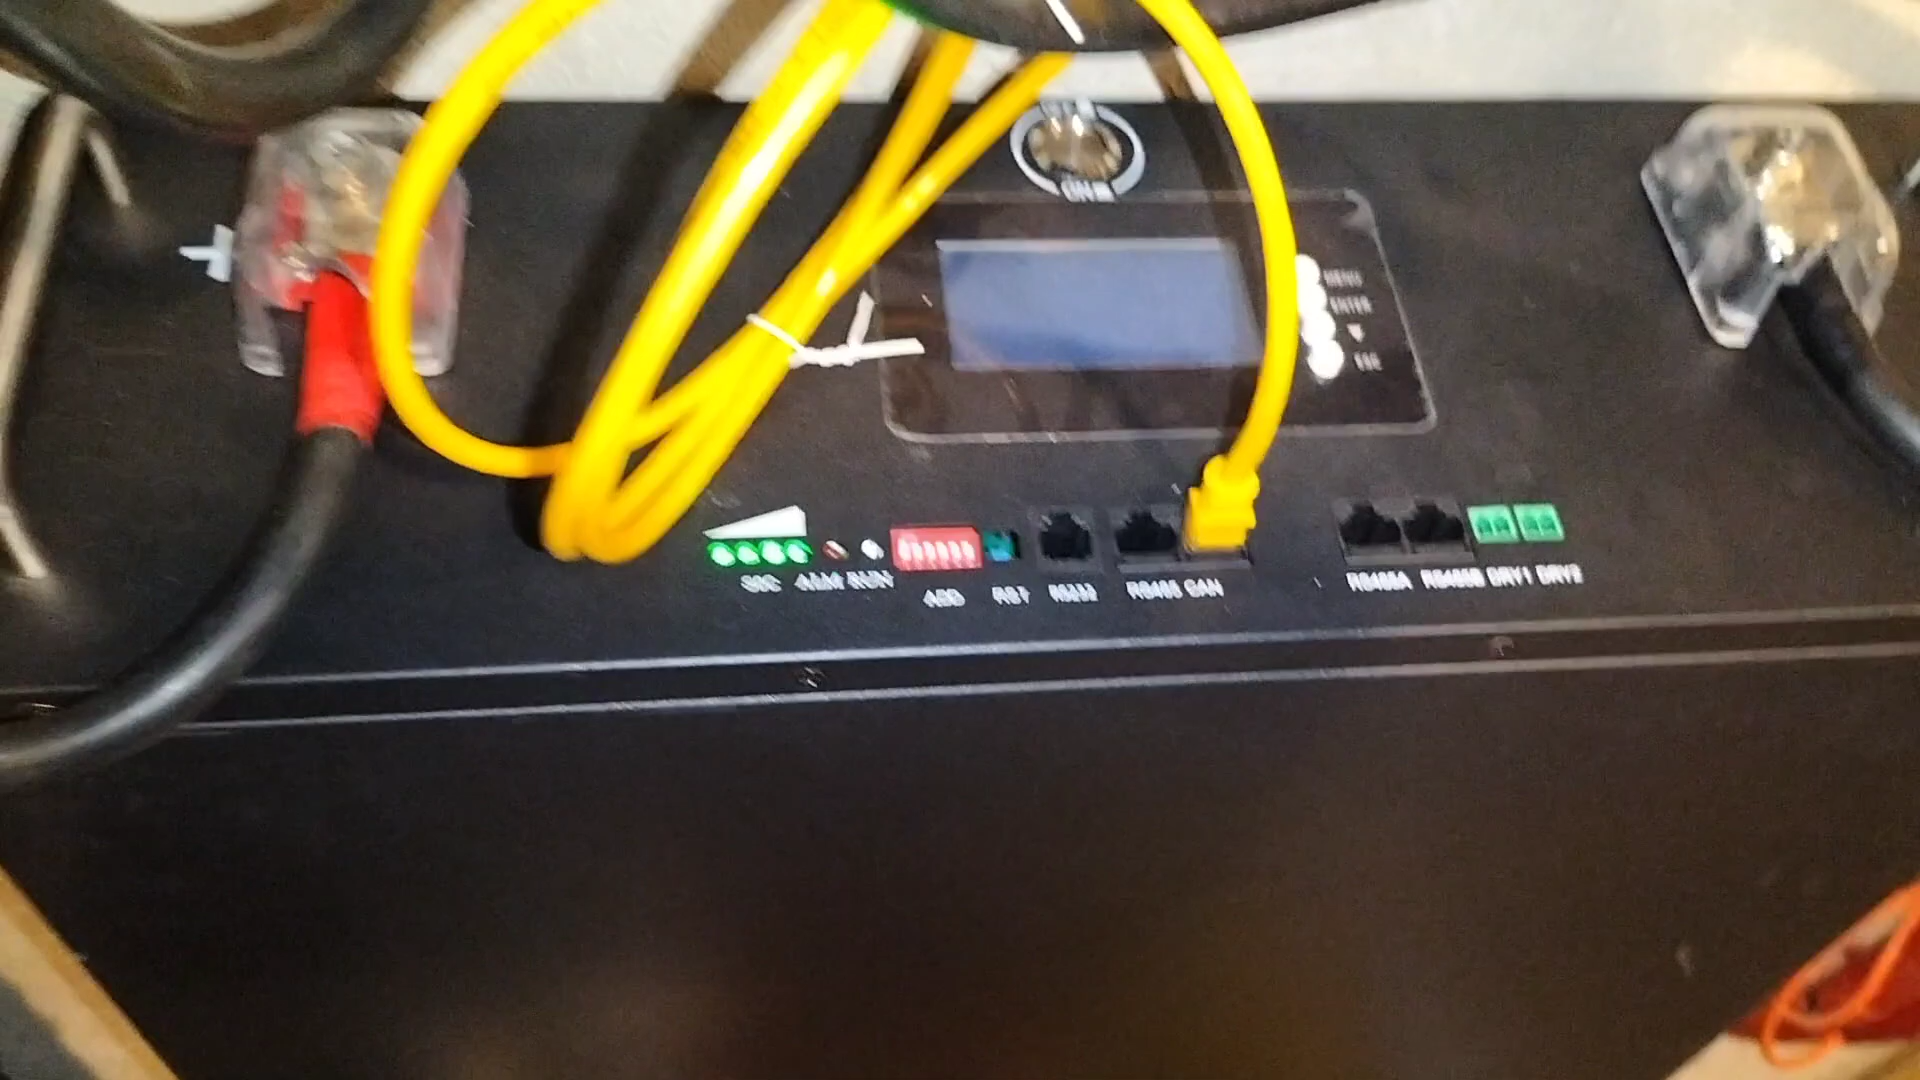 +
ON
MENU
ENTER
▼
ESC
SOC ALM RUN
ADD RST RS232 RS485 CAN
RS485A RS485B DRY1 DRY2